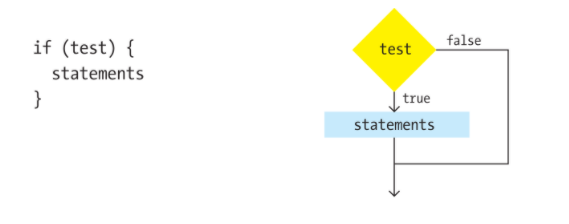 if (test) {
  statements
}
test
false
true
statements